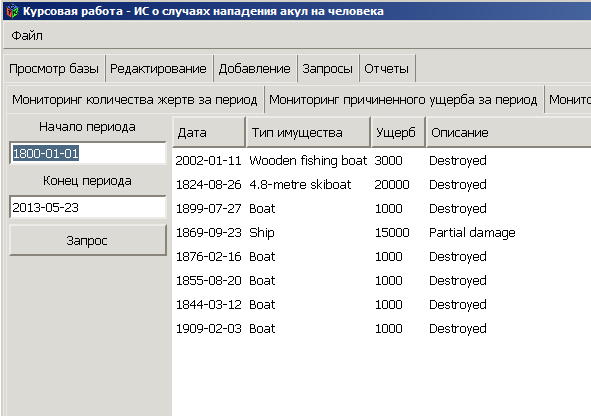 Курсовая работа - ИС о случаях нападения акул на человека
Файл
Просмотр базы Редактирование Добавление Запросы Отчеты
Мониторинг количества жертв за период Мониторинг причиненного ущерба за период Монито
Начало периода
1800-01-01
Конец периода
2013-05-23
Запрос
Дата Тип имущества Ущерб Описание
2002-01-11 Wooden fishing boat 3000 Destroyed
1824-08-26 4.8-metre skiboat 20000 Destroyed
1899-07-27 Boat 1000 Destroyed
1869-09-23 Ship 15000 Partial damage
1876-02-16 Boat 1000 Destroyed
1855-08-20 Boat 1000 Destroyed
1844-03-12 Boat 1000 Destroyed
1909-02-03 Boat 1000 Destroyed